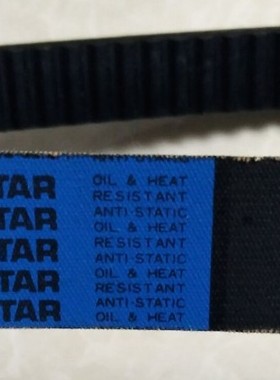 TAR OIL & HEAT
RESISTANT
TAR ANTI-STATIC
OIL & HEAT
TAR RESISTANT
ANTI-STATIC
TAR OIL & HEAT
RESISTANT
TAR ANTI-STATIC
OIL & HEAT